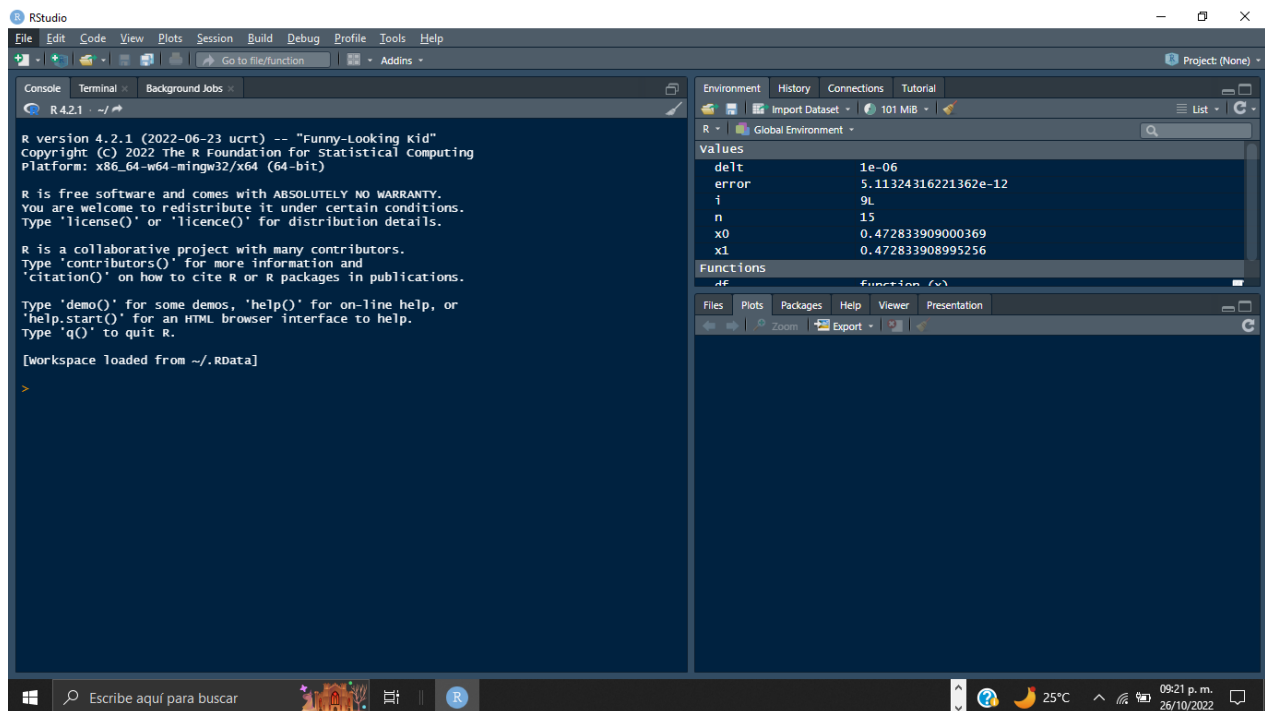 RStudio
File Edit Code View Plots Session Build Debug Profile Tools Help
Go to file/function Addins Project: (None)
Console Terminal Background Jobs
R 4.2.1 · ~/
R version 4.2.1 (2022-06-23 ucrt) -- "Funny-Looking Kid"
Copyright (C) 2022 The R Foundation for Statistical Computing
Platform: x86_64-w64-mingw32/x64 (64-bit)
R is free software and comes with ABSOLUTELY NO WARRANTY.
You are welcome to redistribute it under certain conditions.
Type 'license()' or 'licence()' for distribution details.
R is a collaborative project with many contributors.
Type 'contributors()' for more information and
'citation()' on how to cite R or R packages in publications.
Type 'demo()' for some demos, 'help()' for on-line help, or
'help.start()' for an HTML browser interface to help.
Type 'q()' to quit R.
[Workspace loaded from ~/.RData]
>
Environment History Connections Tutorial
Import Dataset 101 MiB List
R Global Environment
Values
delt 1e-06
error 5.11324316221362e-12
i 9L
n 15
x0 0.472833909000369
x1 0.472833908995256
Functions
df function (x)
Files Plots Packages Help Viewer Presentation
Zoom Export
Escribe aquí para buscar
R
25°C
09:21 p. m.
26/10/2022